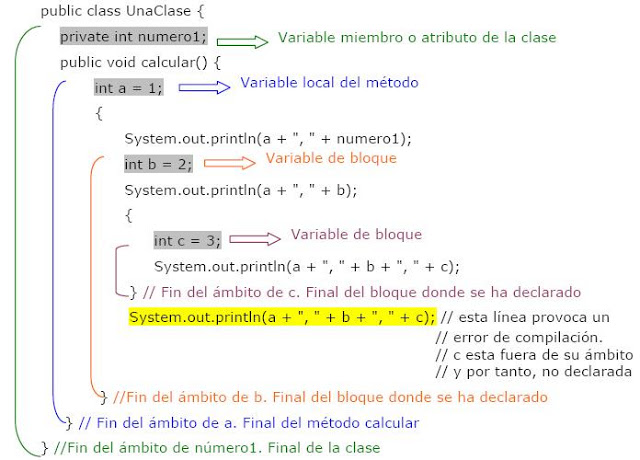 public class UnaClase {
private int numero1; Variable miembro o atributo de la clase
public void calcular() {
int a = 1; Variable local del método
{
System.out.println(a + ", " + numero1);
int b = 2; Variable de bloque
System.out.println(a + ", " + b);
{
int c = 3; Variable de bloque
System.out.println(a + ", " + b + ", " + c);
} // Fin del ámbito de c. Final del bloque donde se ha declarado
System.out.println(a + ", " + b + ", " + c); // esta línea provoca un
// error de compilación.
// c esta fuera de su ámbito
// y por tanto, no declarada
} //Fin del ámbito de b. Final del bloque donde se ha declarado
} // Fin del ámbito de a. Final del método calcular
} //Fin del ámbito de número1. Final de la clase